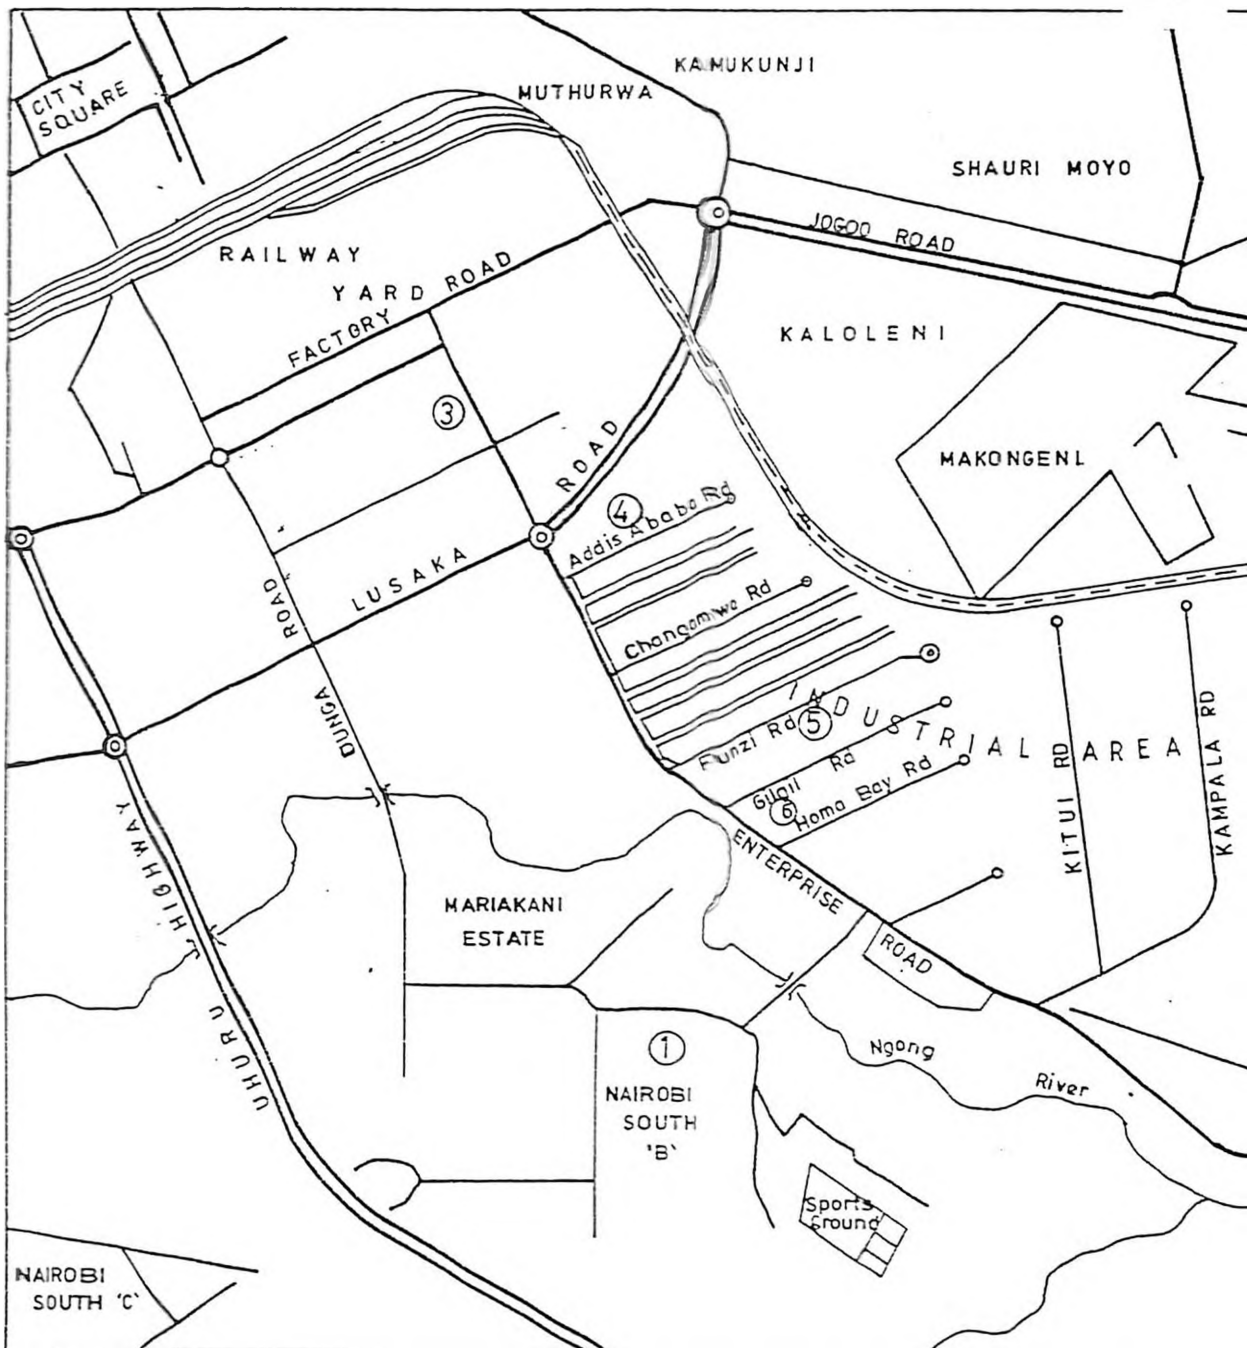 KAMUKUNJI
MUTHURWA
CITY
SQUARE
SHAURI MOYO
JOGOO ROAD
RAILWAY
YARD ROAD
FACTORY
KALOLENI
3
ROAD
MAKONGENI
4
Addis Ababa Rd
LUSAKA
ROAD
Changamwe Rd
DUNGA
INDUSTRIAL AREA
Funzi Rd
5
Gilgil Rd
6
Homa Bay Rd
KITUI RD
KAMPALA RD
HIGHWAY
ENTERPRISE
MARIAKANI
ESTATE
ROAD
UHURU
1
Ngong
River
NAIROBI
SOUTH
'B'
Sports
Ground
NAIROBI
SOUTH 'C'